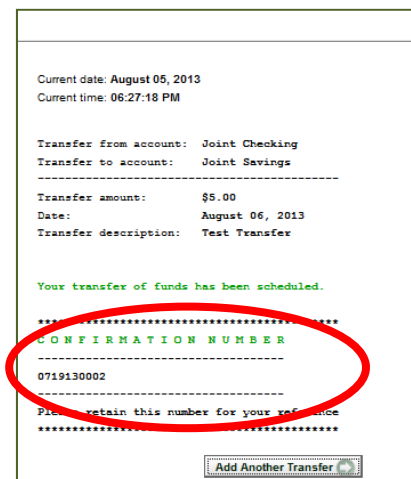 Current date: August 05, 2013
Current time: 06:27:18 PM
Transfer from account: Joint Checking
Transfer to account: Joint Savings
--------------------------------------------
Transfer amount: $5.00
Date: August 06, 2013
Transfer description: Test Transfer
--------------------------------------------
Your transfer of funds has been scheduled.
********************************************
C O N F I R M A T I O N   N U M B E R
------------------------------------
0719130002
------------------------------------
Please retain this number for your reference
********************************************
Add Another Transfer